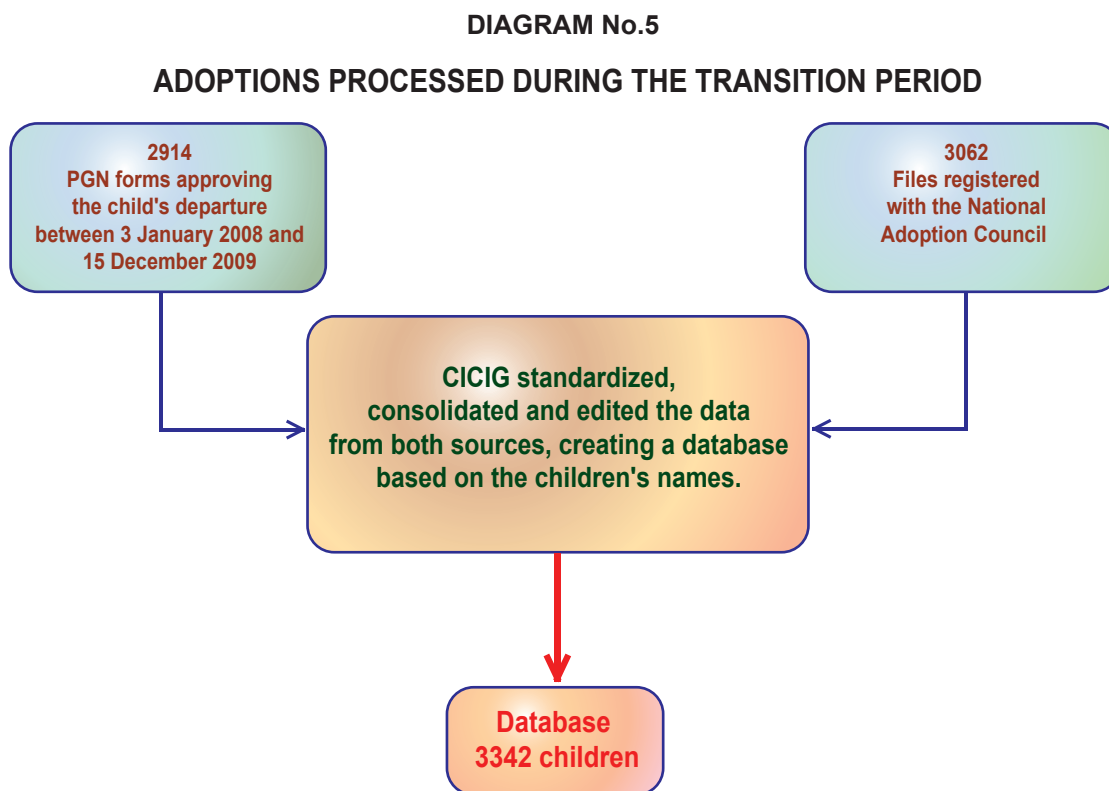 DIAGRAM No.5
ADOPTIONS PROCESSED DURING THE TRANSITION PERIOD
2914
PGN forms approving
the child's departure
between 3 January 2008 and
15 December 2009
3062
Files registered
with the National
Adoption Council
CICIG standardized,
consolidated and edited the data
from both sources, creating a database
based on the children's names.
Database
3342 children